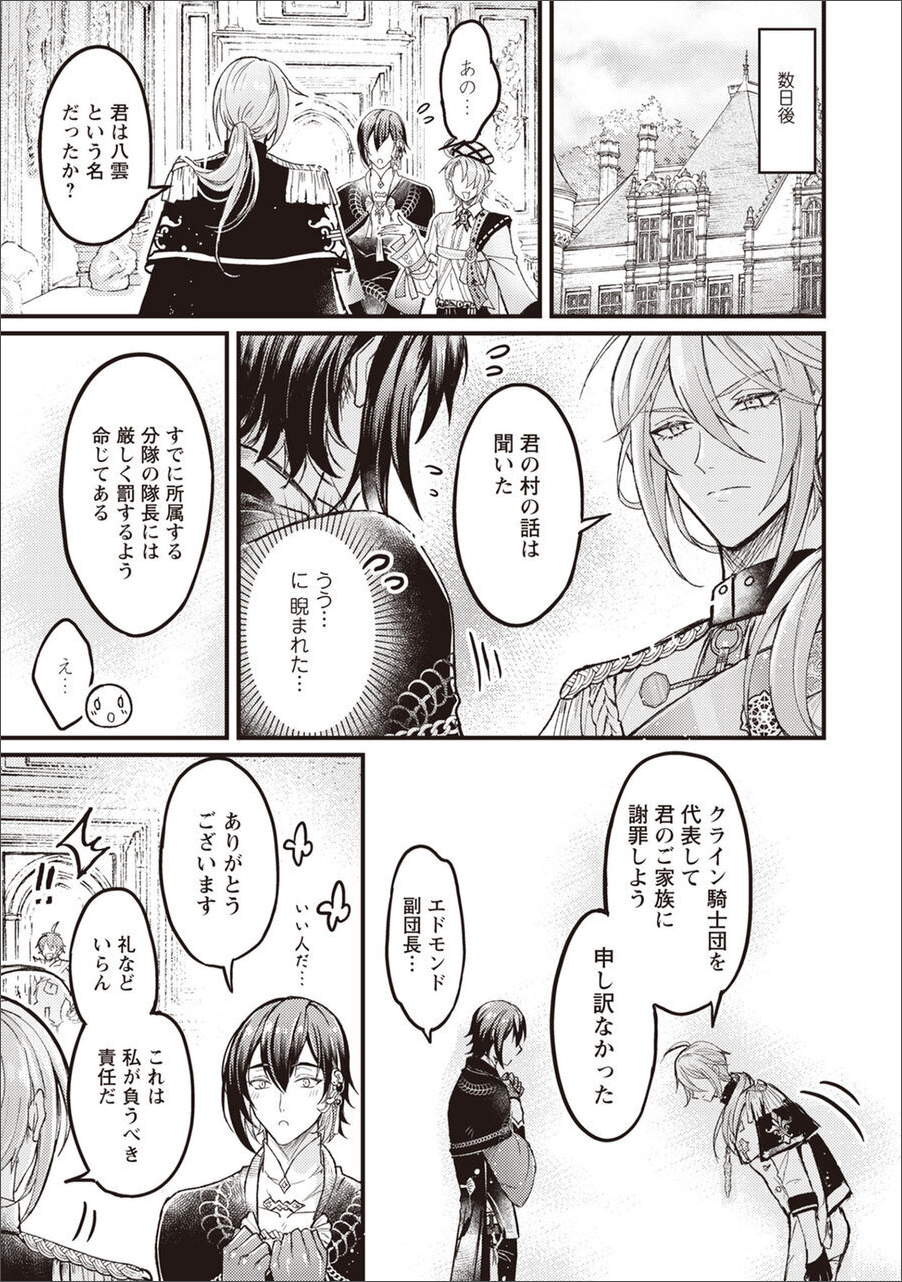 数日後
あの…
君は八雲
という名
だったか？
君の村の話は
聞いた
うう…
に睨まれた…
すでに所属する
分隊の隊長には
厳しく罰するよう
命じてある
え…
クライン騎士団を
代表して
君のご家族に
謝罪しよう
申し訳なかった
エドモンド
副団長…
いい人だ…
ありがとう
ございます
礼など
いらん
これは
私が負うべき
責任だ